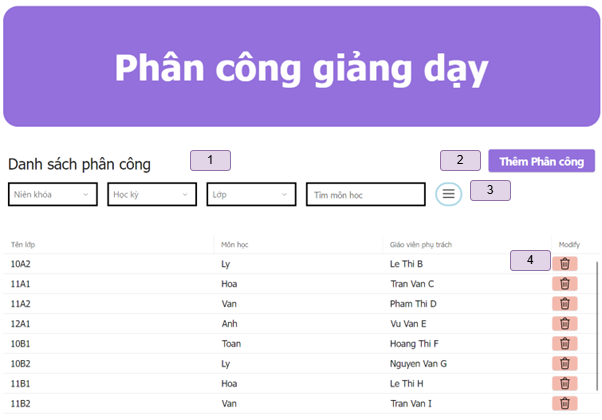 Phân công giảng dạy
Danh sách phân công 1 2 Thêm Phân công
Niên khóa Học kỳ Lớp Tìm môn học 3
Tên lớp Môn học Giáo viên phụ trách Modify
10A2 Ly Le Thi B 4
11A1 Hoa Tran Van C
11A2 Van Pham Thi D
12A1 Anh Vu Van E
10B1 Toan Hoang Thi F
10B2 Ly Nguyen Van G
11B1 Hoa Le Thi H
11B2 Van Tran Van I